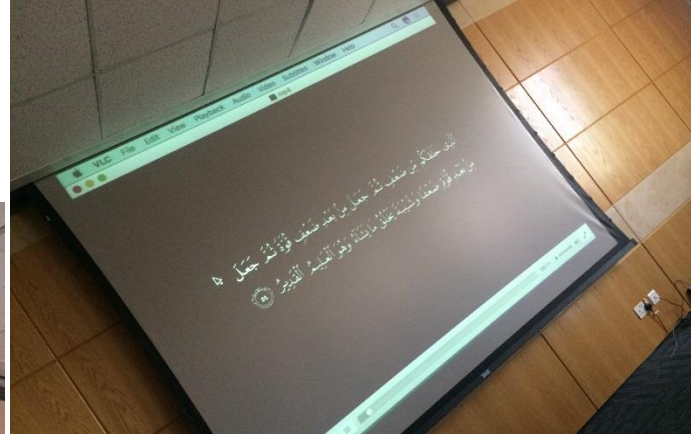 VLC File Edit View Playback Audio Video Subtitles Window Help
mp4
خلقكم من ضعف ثم جعل من بعد ضعف قوة ثم جعل
من بعد قوة ضعفا وشيبة يخلق ما يشاء وهو العليم القدير